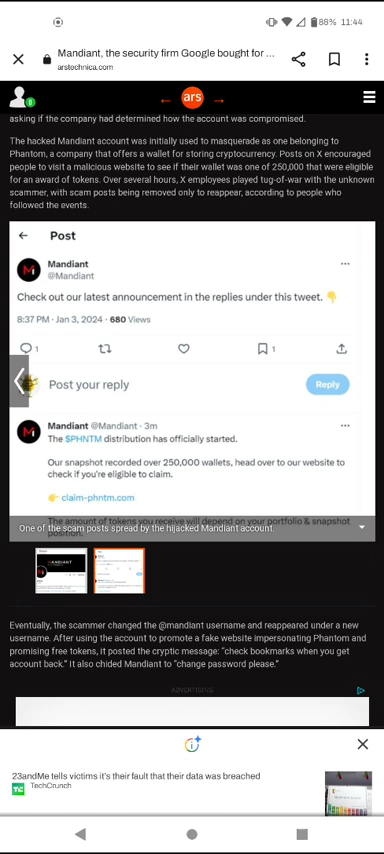 88% 11:44
Mandiant, the security firm Google bought for ...
arstechnica.com
ars
asking if the company had determined how the account was compromised.
The hacked Mandiant account was initially used to masquerade as one belonging to
Phantom, a company that offers a wallet for storing cryptocurrency. Posts on X encouraged
people to visit a malicious website to see if their wallet was one of 250,000 that were eligible
for an award of tokens. Over several hours, X employees played tug-of-war with the unknown
scammer, with scam posts being removed only to reappear, according to people who
followed the events.
Post
Mandiant
@Mandiant
Check out our latest announcement in the replies under this tweet. 👇
8:37 PM · Jan 3, 2024 · 680 Views
1
1
Post your reply
Reply
Mandiant @Mandiant · 3m
The $PHNTM distribution has officially started.
Our snapshot recorded over 250,000 wallets, head over to our website to
check if you're eligible to claim.
👉 claim-phntm.com
The amount of tokens you receive will depend on your portfolio & snapshot
position.
One of the scam posts spread by the hijacked Mandiant account.
MANDIANT
Eventually, the scammer changed the @mandiant username and reappeared under a new
username. After using the account to promote a fake website impersonating Phantom and
promising free tokens, it posted the cryptic message: “check bookmarks when you get
account back.” it also chided Mandiant to “change password please.”
ADVERTISING
23andMe tells victims it's their fault that their data was breached
TechCrunch